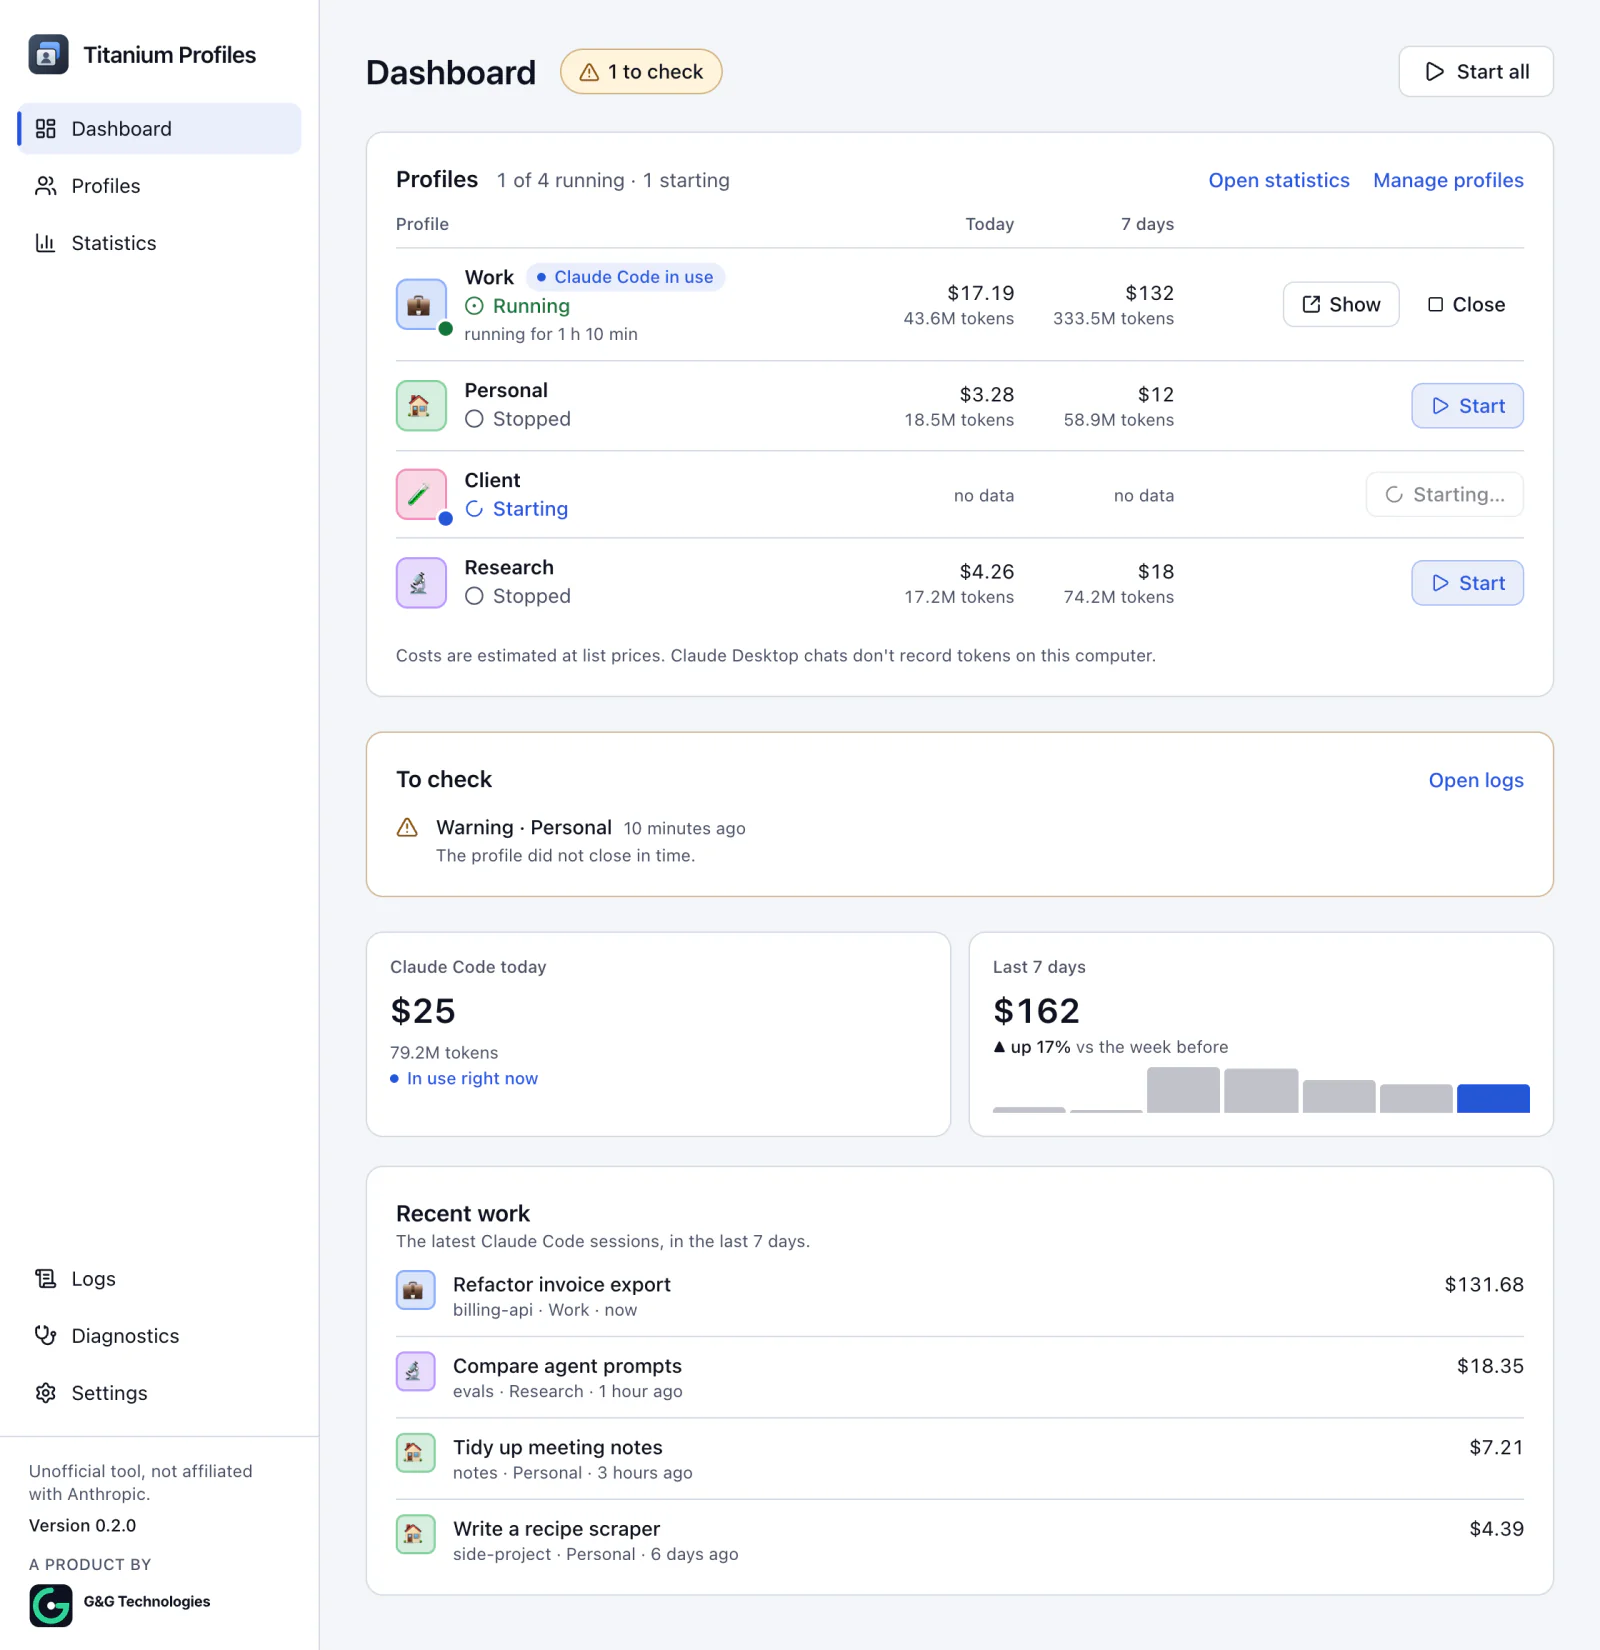 Titanium Profiles
Dashboard
Profiles
Statistics
Logs
Diagnostics
Settings
Unofficial tool, not affiliated
with Anthropic.
Version 0.2.0
A PRODUCT BY
G&G Technologies
Dashboard
1 to check
Start all
Profiles 1 of 4 running · 1 starting
Open statistics Manage profiles
Profile Today 7 days
Work Claude Code in use
Running
running for 1 h 10 min
$17.19 $132
43.6M tokens 333.5M tokens
Show Close
Personal
Stopped
$3.28 $12
18.5M tokens 58.9M tokens
Start
Client
Starting
no data no data
Starting...
Research
Stopped
$4.26 $18
17.2M tokens 74.2M tokens
Start
Costs are estimated at list prices. Claude Desktop chats don't record tokens on this computer.
To check
Open logs
Warning · Personal 10 minutes ago
The profile did not close in time.
Claude Code today
$25
79.2M tokens
In use right now
Last 7 days
$162
▲ up 17% vs the week before
Recent work
The latest Claude Code sessions, in the last 7 days.
Refactor invoice export $131.68
billing-api · Work · now
Compare agent prompts $18.35
evals · Research · 1 hour ago
Tidy up meeting notes $7.21
notes · Personal · 3 hours ago
Write a recipe scraper $4.39
side-project · Personal · 6 days ago